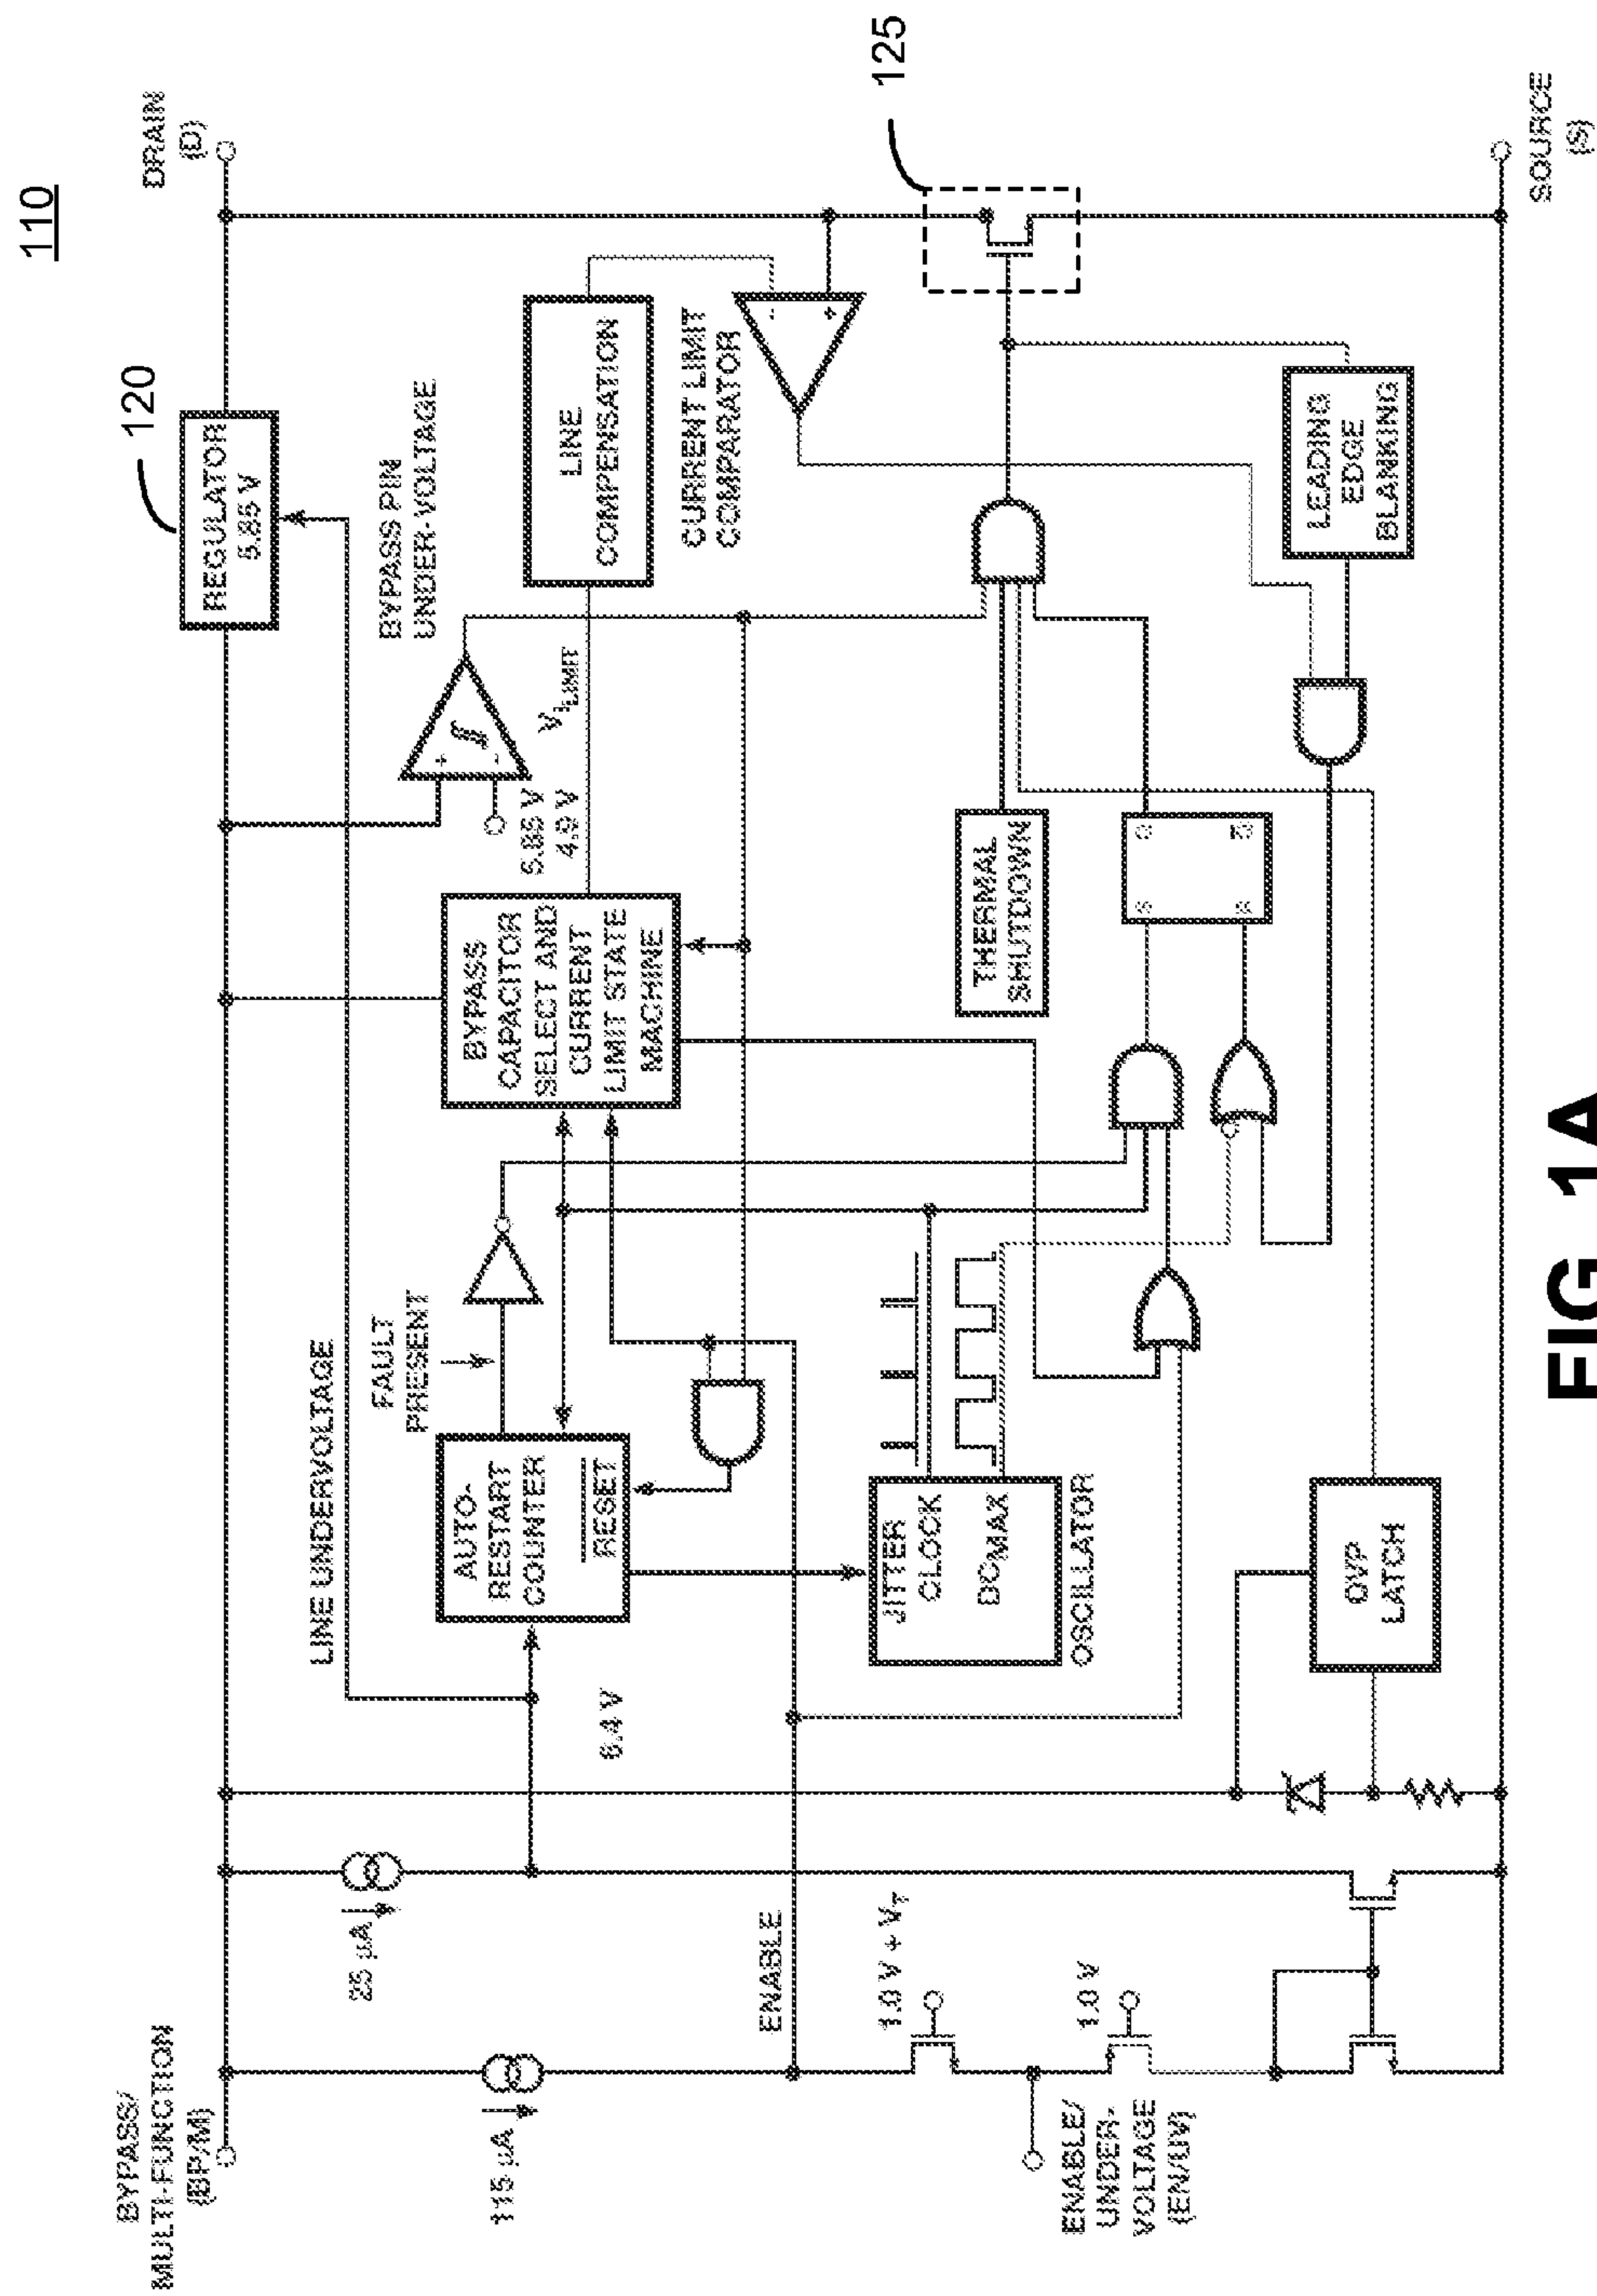 110
BYPASS/
MULTI-FUNCTION
(BP/M)
DRAIN
(D)
120
REGULATOR
5.85 V
LINE UNDERVOLTAGE
25 µA
115 µA
FAULT
PRESENT
BYPASS PIN
UNDER-VOLTAGE
AUTO-
RESTART
COUNTER
RESET
6.4 V
BYPASS
CAPACITOR
SELECT AND
CURRENT
LIMIT STATE
MACHINE
+
-
5.85 V
4.9 V
VILIMIT
LINE
COMPENSATION
CURRENT LIMIT
COMPARATOR
-
+
ENABLE
JITTER
CLOCK
DCMAX
OSCILLATOR
1.0 V + VT
1.0 V
THERMAL
SHUTDOWN
125
S
Q
R
Q
ENABLE/
UNDER-
VOLTAGE
(EN/UV)
OVP
LATCH
LEADING
EDGE
BLANKING
SOURCE
(S)
FIG. 1A